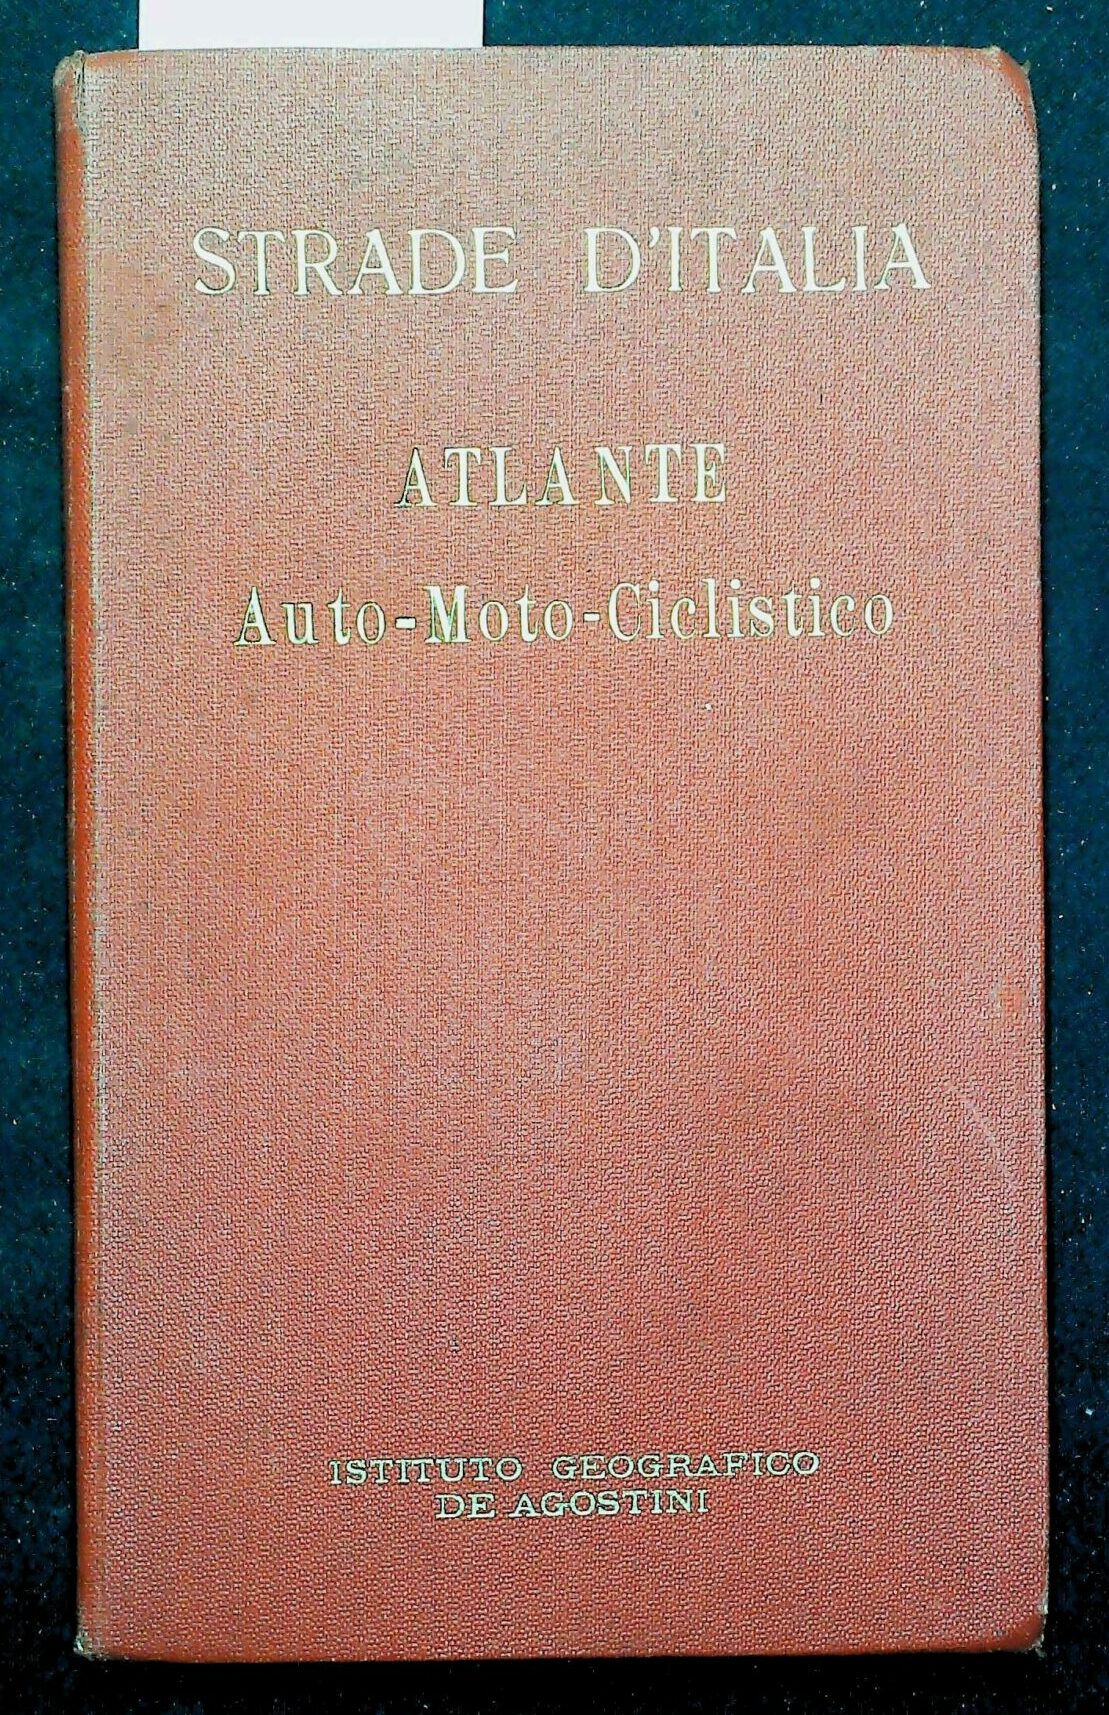 STRADE D'ITALIA
ATLANTE
Auto-Moto-Ciclistico
ISTITUTO GEOGRAFICO
DE AGOSTINI